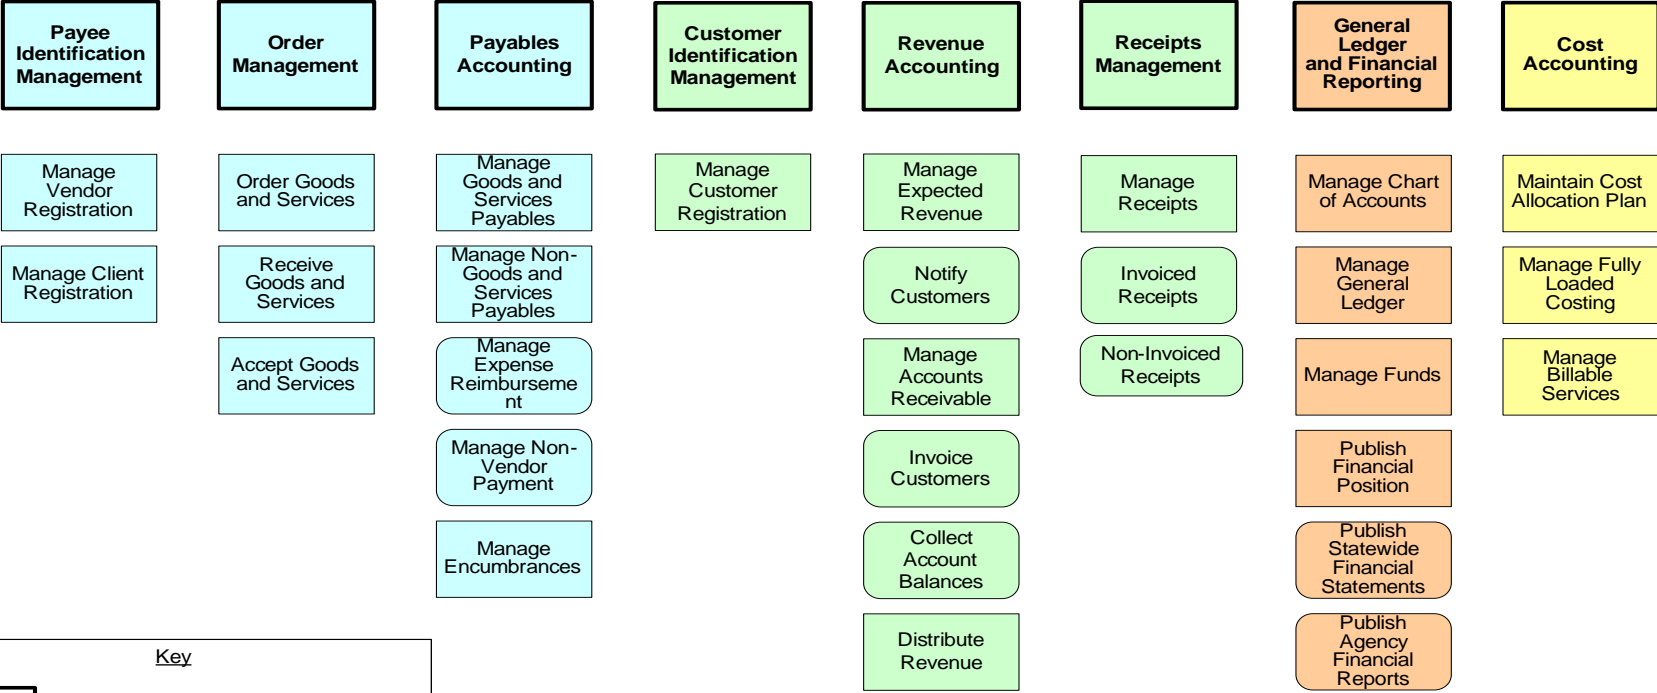 Payee
Identification
Management
Order
Management
Payables
Accounting
Customer
Identification
Management
Revenue
Accounting
Receipts
Management
General
Ledger
and Financial
Reporting
Cost
Accounting
Manage
Vendor
Registration
Order Goods
and Services
Manage
Goods and
Services
Payables
Manage
Customer
Registration
Manage
Expected
Revenue
Manage
Receipts
Manage Chart
of Accounts
Maintain Cost
Allocation Plan
Manage Client
Registration
Receive
Goods and
Services
Manage Non-
Goods and
Services
Payables
Notify
Customers
Invoiced
Receipts
Manage
General
Ledger
Manage Fully
Loaded
Costing
Accept Goods
and Services
Manage
Expense
Reimburseme
nt
Manage
Accounts
Receivable
Non-Invoiced
Receipts
Manage Funds
Manage
Billable
Services
Manage Non-
Vendor
Payment
Invoice
Customers
Publish
Financial
Position
Manage
Encumbrances
Collect
Account
Balances
Publish
Statewide
Financial
Statements
Distribute
Revenue
Publish
Agency
Financial
Reports
Key